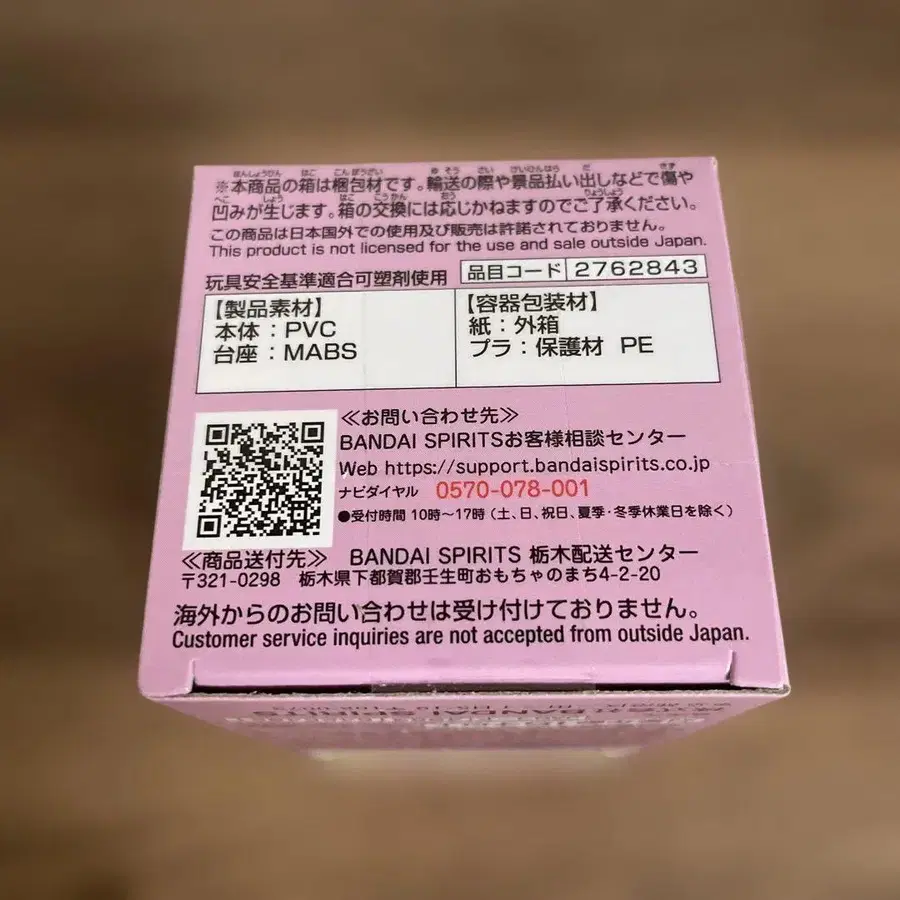 ※本商品の箱は梱包材です。輸送の際や景品払い出しなどで傷や
凹みが生じます。箱の交換には応じかねますのでご了承ください。
この商品は日本国外での使用及び販売は許諾されておりません。
This product is not licensed for the use and sale outside Japan.
玩具安全基準適合可塑剤使用 品目コード 2762843
【製品素材】
本体：PVC
台座：MABS
【容器包装材】
紙：外箱
プラ：保護材 PE
≪お問い合わせ先≫
BANDAI SPIRITSお客様相談センター
Web https://support.bandaispirits.co.jp
ナビダイヤル 0570-078-001
●受付時間 10時～17時（土、日、祝日、夏季・冬季休業日を除く）
≪商品送付先≫ BANDAI SPIRITS 栃木配送センター
〒321-0298 栃木県下都賀郡壬生町おもちゃのまち4-2-20
海外からのお問い合わせは受け付けておりません。
Customer service inquiries are not accepted from outside Japan.